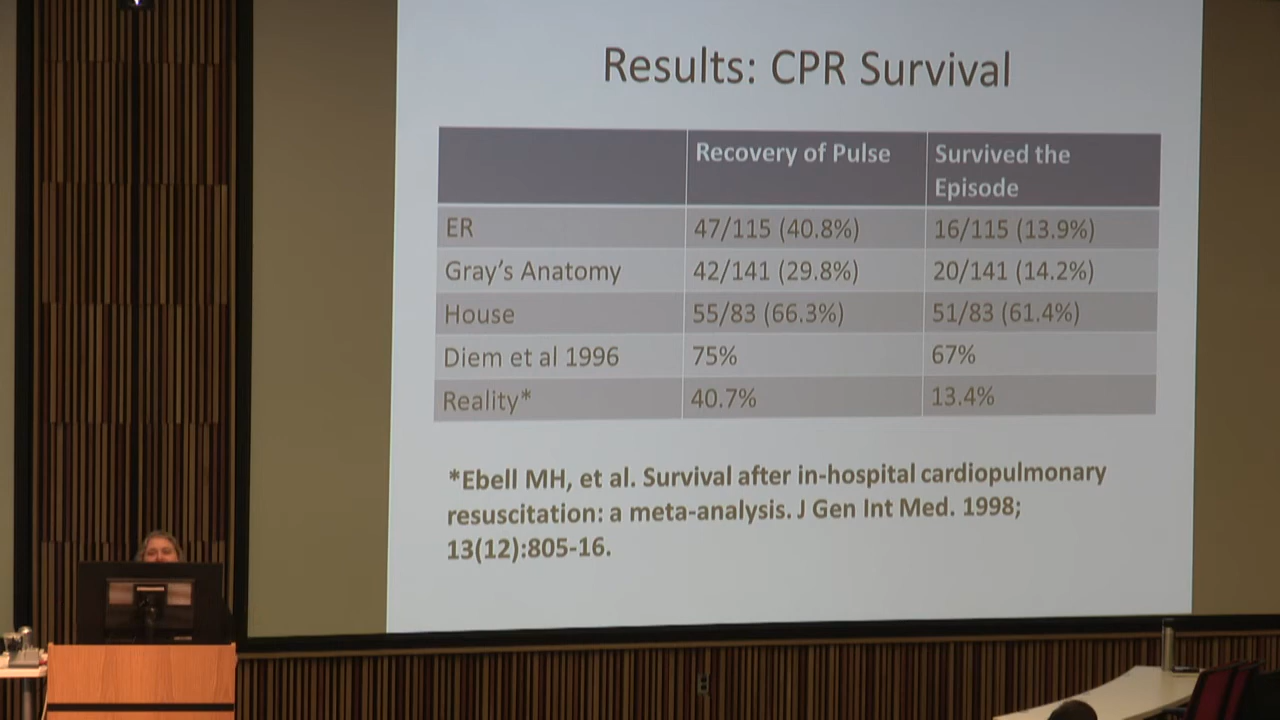 Results: CPR Survival
Recovery of Pulse
Survived the
Episode
ER 47/115 (40.8%) 16/115 (13.9%)
Gray's Anatomy 42/141 (29.8%) 20/141 (14.2%)
House 55/83 (66.3%) 51/83 (61.4%)
Diem et al 1996 75% 67%
Reality* 40.7% 13.4%
*Ebell MH, et al. Survival after in-hospital cardiopulmonary
resuscitation: a meta-analysis. J Gen Int Med. 1998;
13(12):805-16.